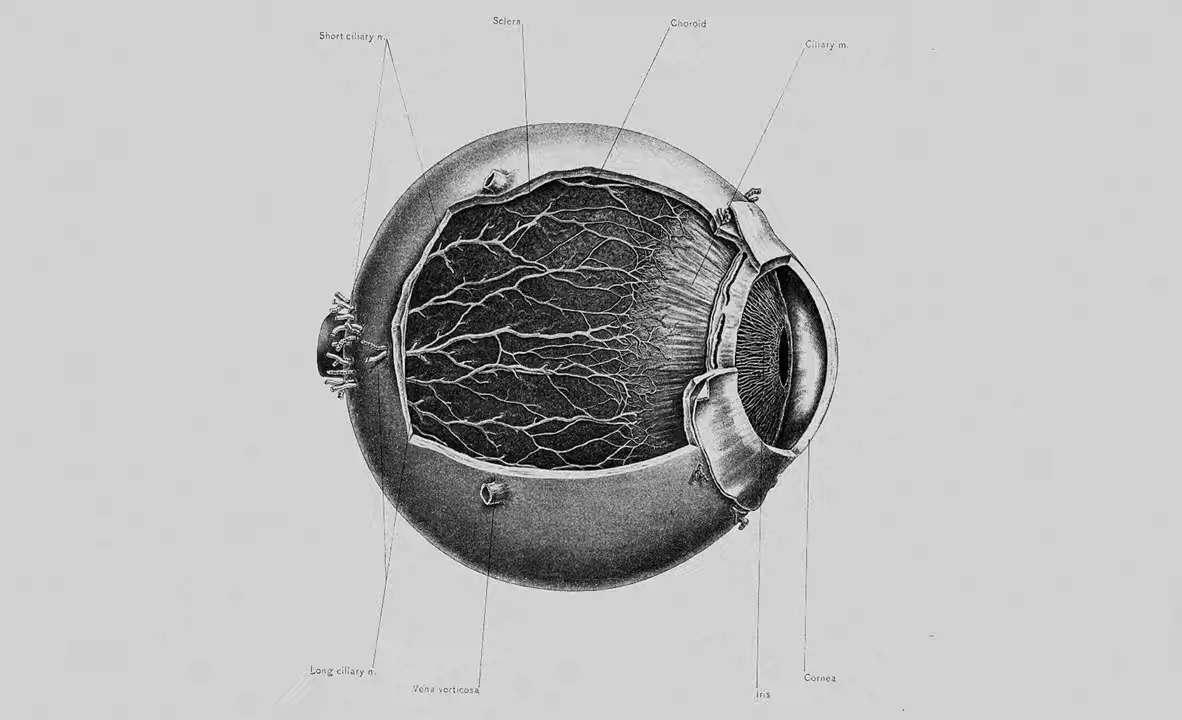 Sclera
Choroid
Short ciliary n.
Ciliary m.
Long ciliary n.
Vena vorticosa
Iris
Cornea